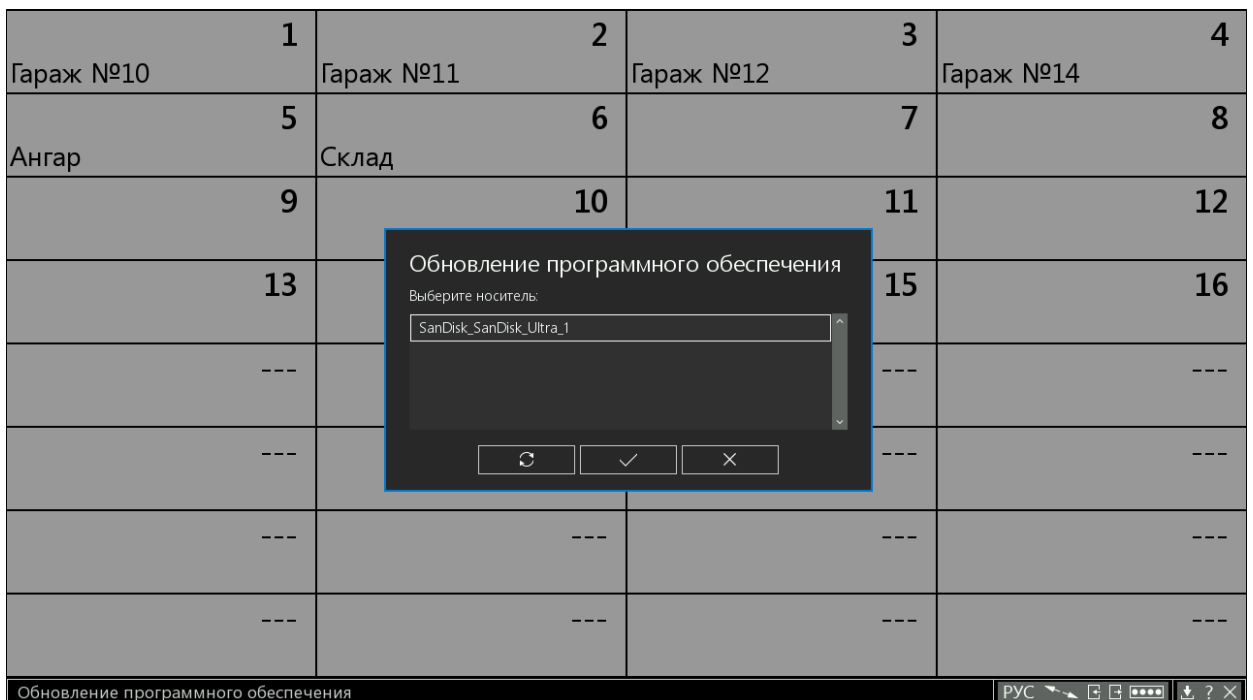 1 2 3 4
Гараж №10 Гараж №11 Гараж №12 Гараж №14
5 6 7 8
Ангар Склад
9 10 11 12
13 15 16
Обновление программного обеспечения
Выберите носитель:
SanDisk_SanDisk_Ultra_1
--- --- ---
--- --- ---
--- --- --- ---
--- --- --- ---
Обновление программного обеспечения РУС ?